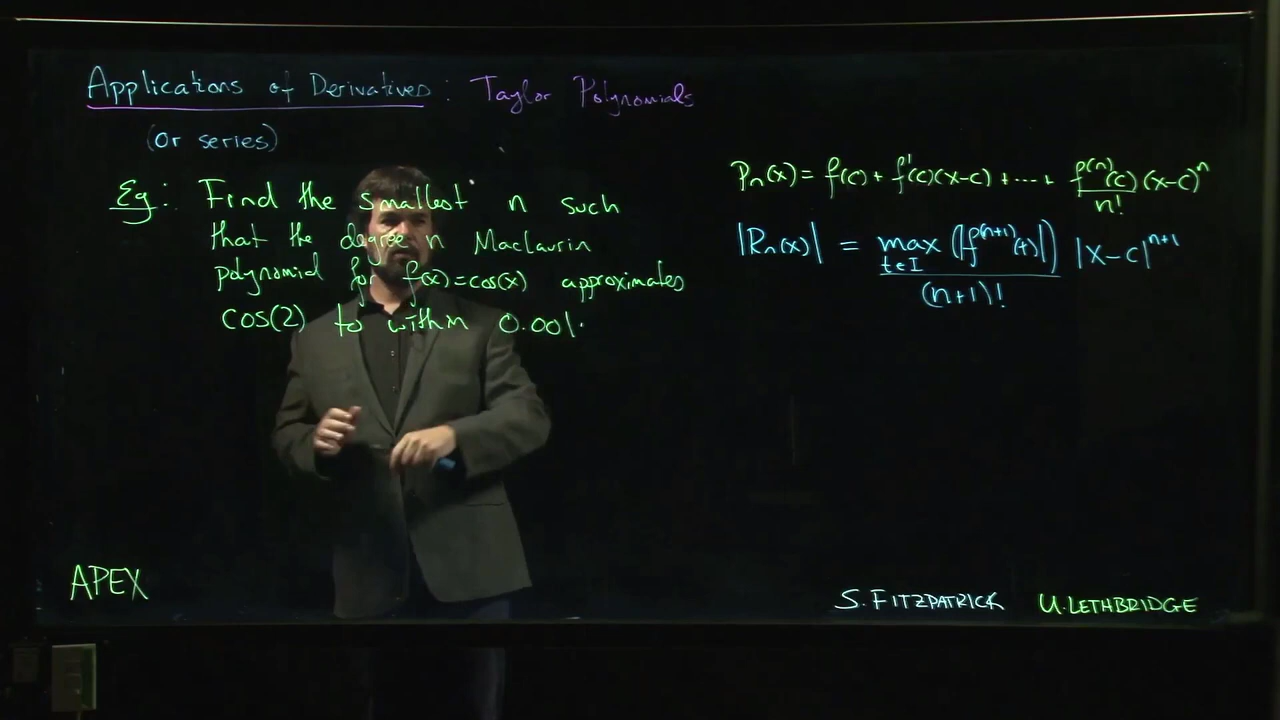 Applications of Derivatives : Taylor Polynomials
(or series)
Eg: Find the smallest n such
that the degree n Maclaurin
polynomial for f(x)=cos(x) approximates
cos(2) to within 0.001.
Pn(x) = f(c) + f'(c)(x-c) + ... + f^(n)(c)/n! (x-c)^n
|Rn(x)| = max t∈I (|f^(n+1)(t)|)/(n+1)! |x-c|^n+1
APEX
S. FITZPATRICK U. LETHBRIDGE